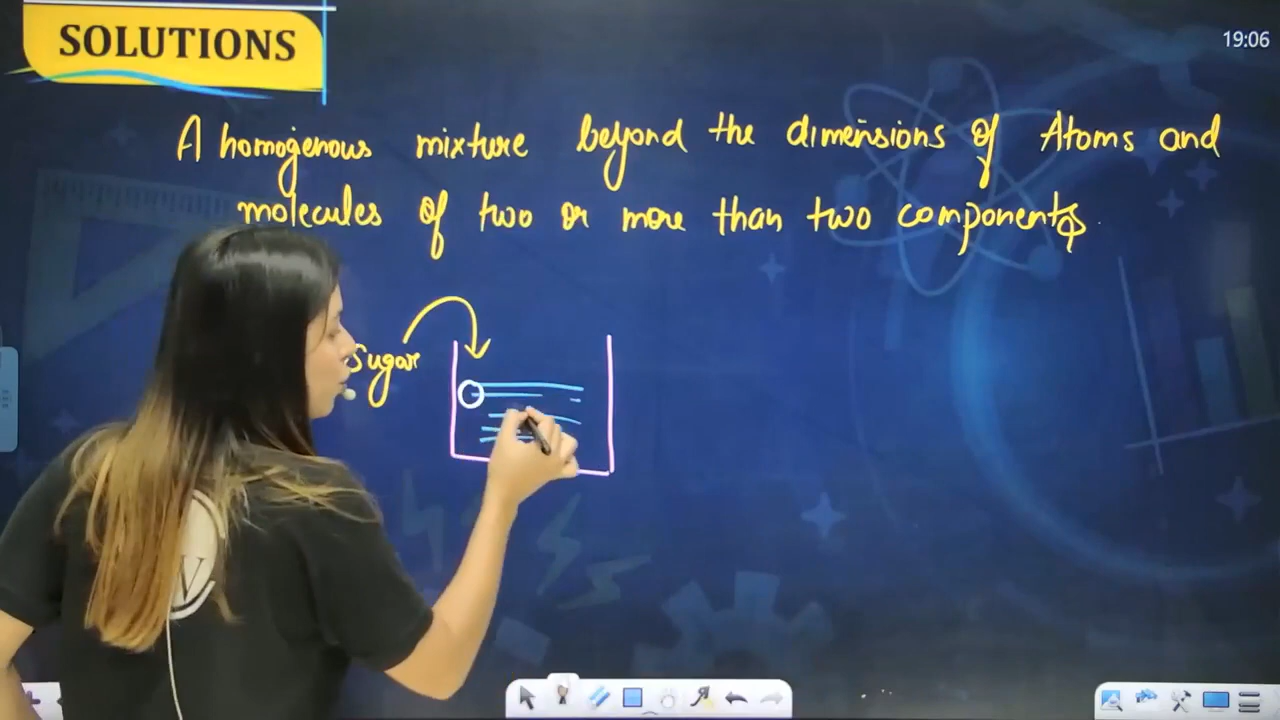 SOLUTIONS
19:06
A homogenous mixture beyond the dimensions of Atoms and
molecules of two or more than two components.
Sugar